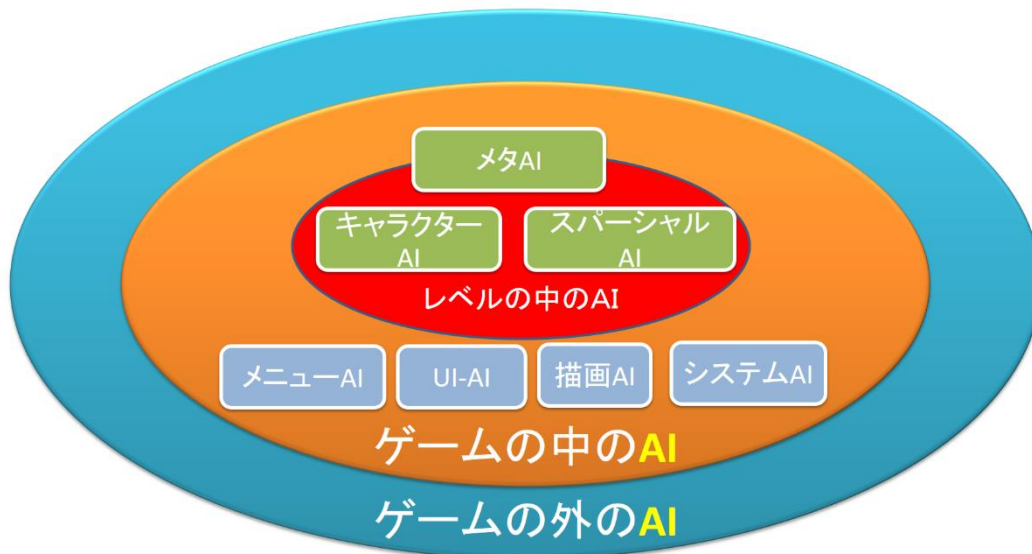 メタAI
キャラクター
AI
スパーシャル
AI
レベルの中のAI
メニューAI
UI-AI
描画AI
システムAI
ゲームの中のAI
ゲームの外のAI